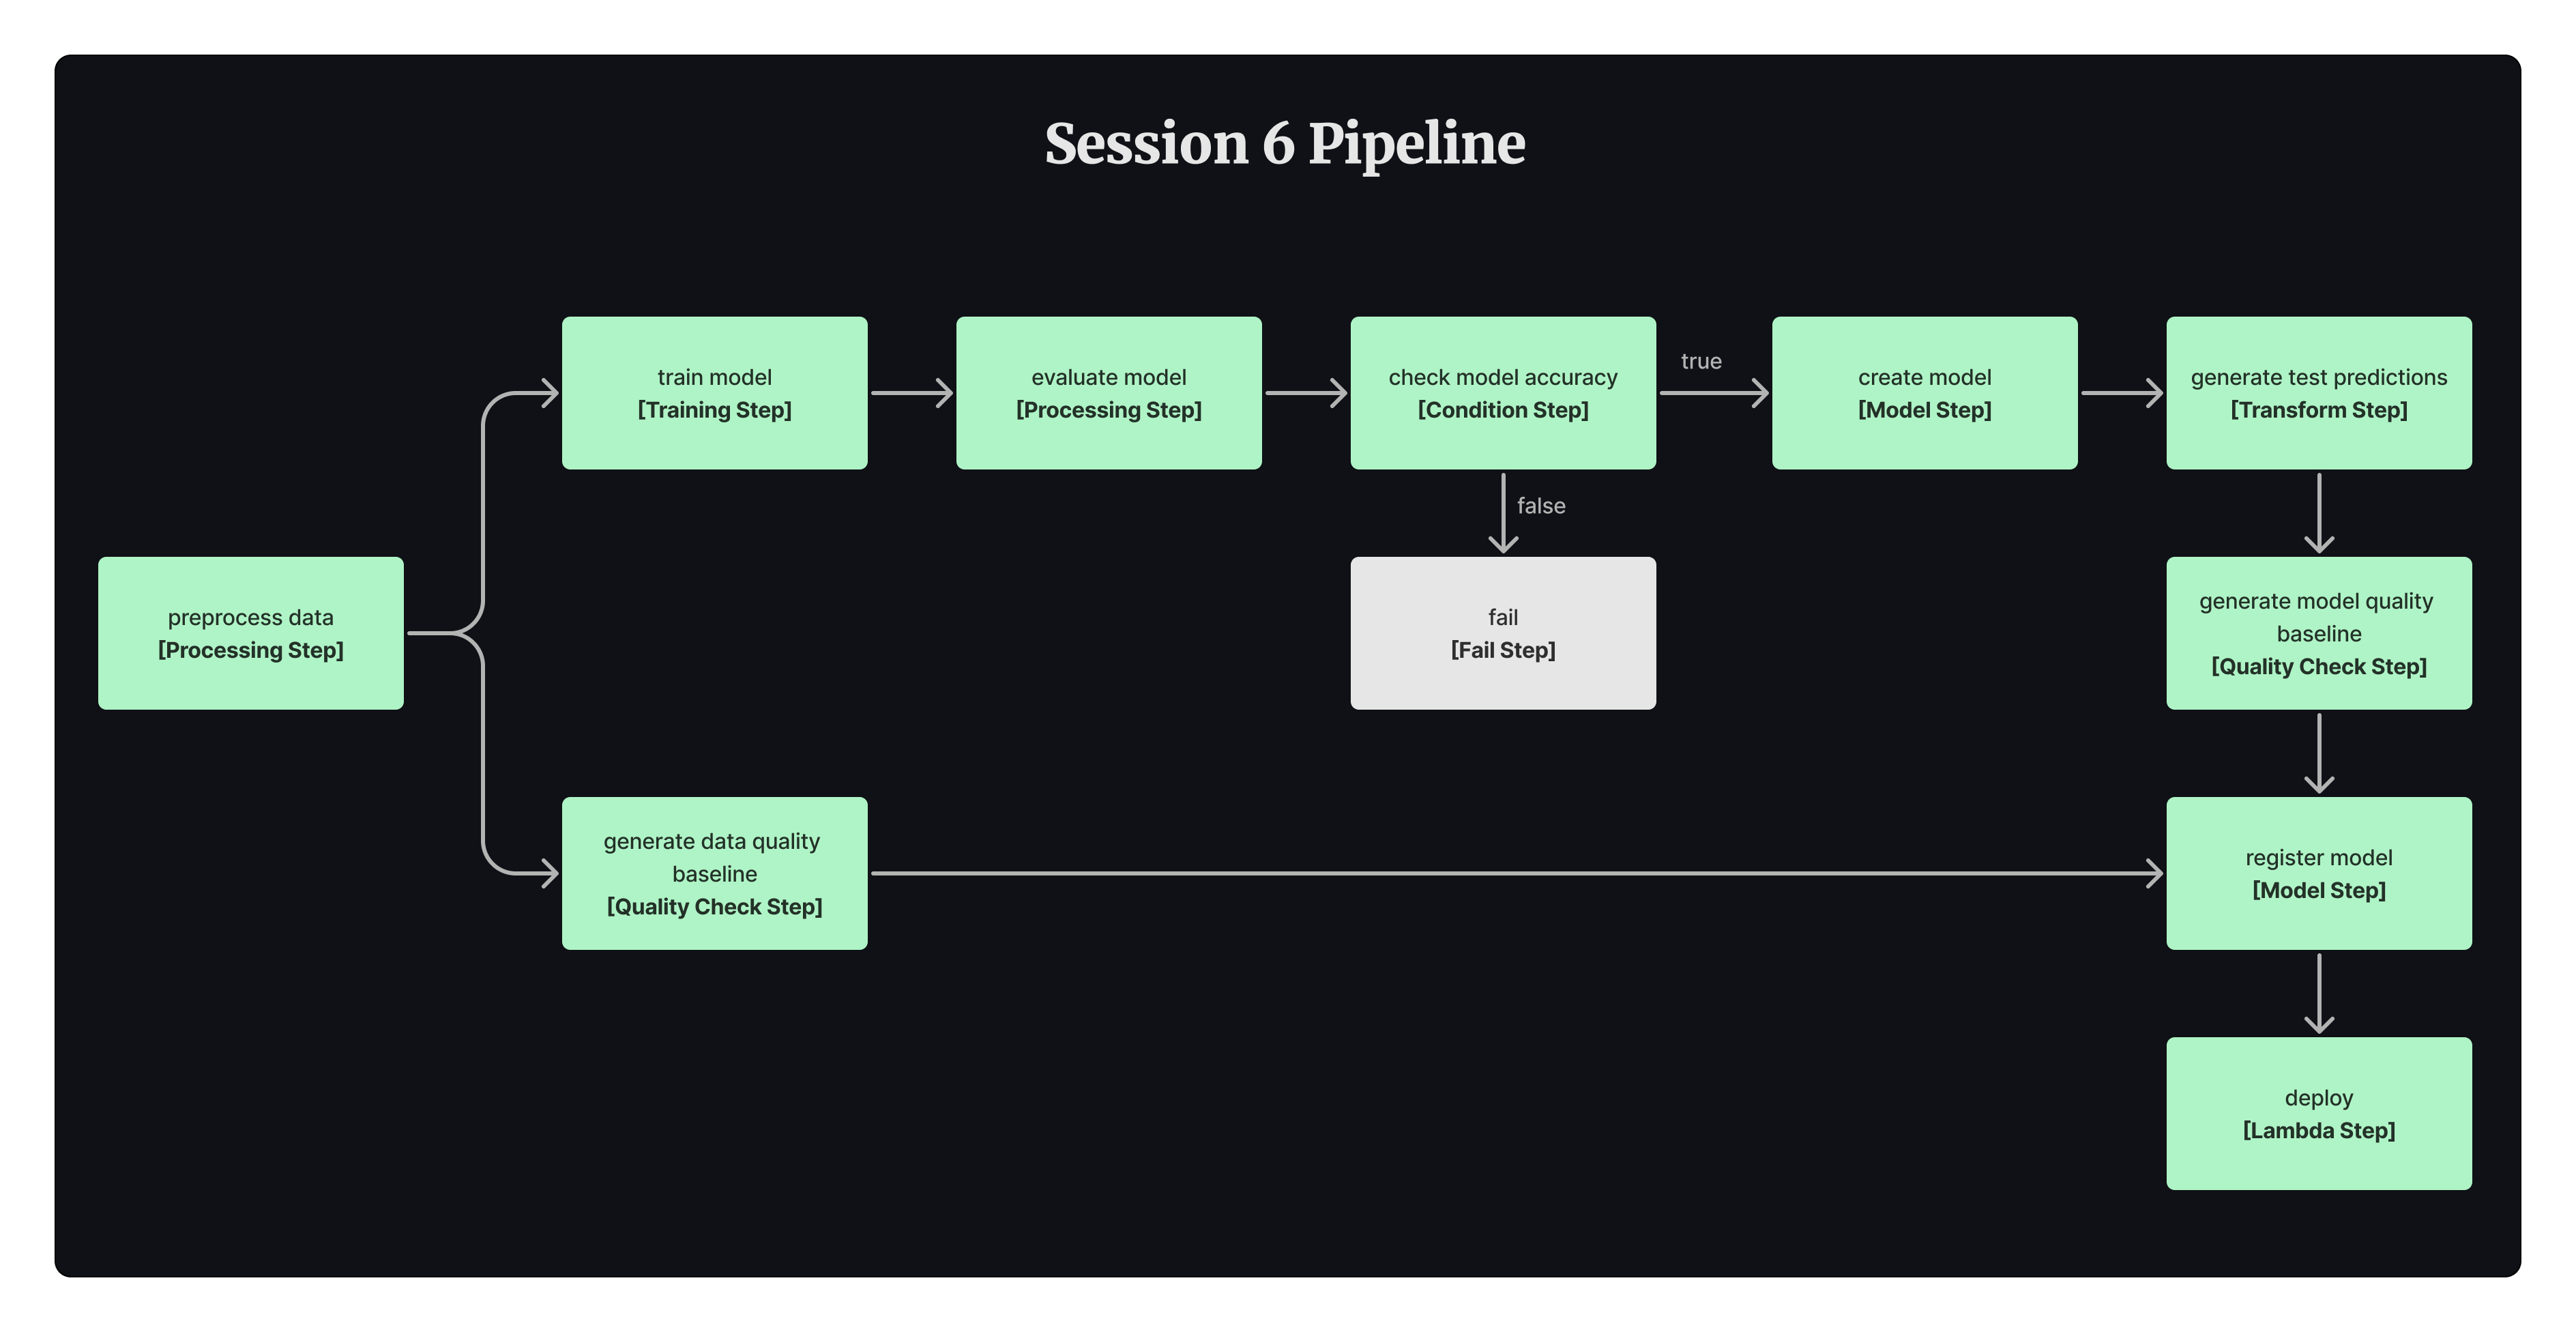 Session 6 Pipeline
train model
[Training Step]
evaluate model
[Processing Step]
check model accuracy
[Condition Step]
true
create model
[Model Step]
generate test predictions
[Transform Step]
false
preprocess data
[Processing Step]
fail
[Fail Step]
generate model quality
baseline
[Quality Check Step]
generate data quality
baseline
[Quality Check Step]
register model
[Model Step]
deploy
[Lambda Step]